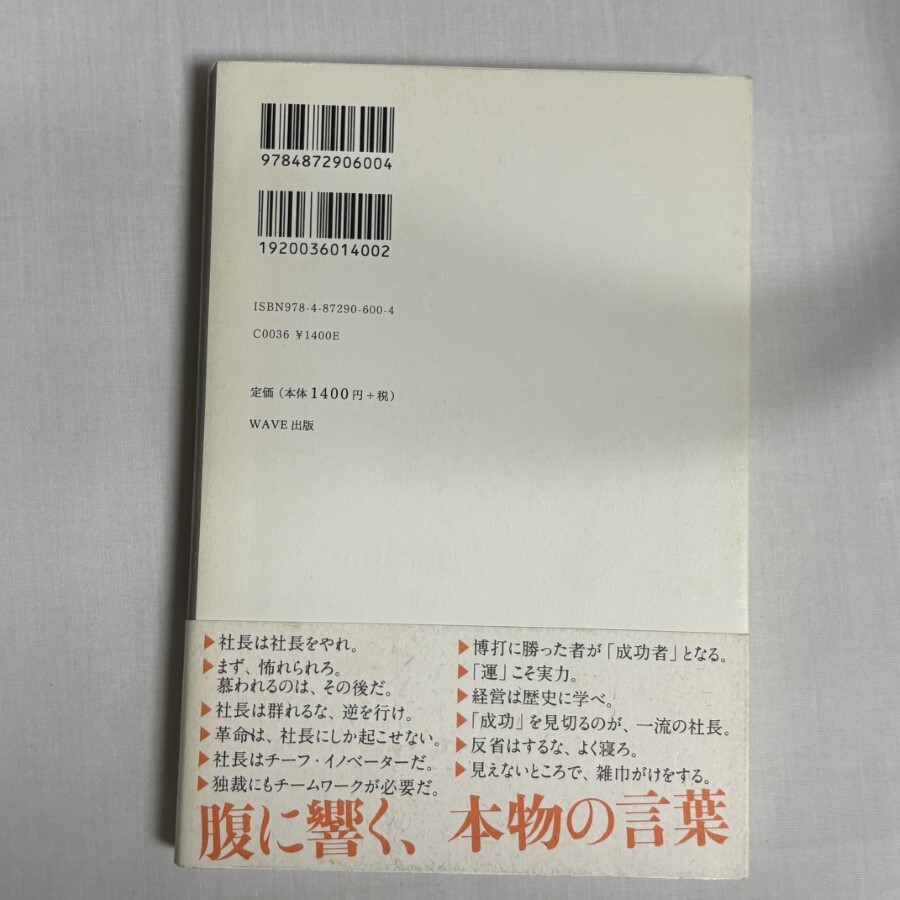 9784872906004
1920036014002
ISBN978-4-87290-600-4
C0036 ¥1400E
定価(本体1400円+税)
WAVE出版
▶社長は社長をやれ。
▶まず、怖れられろ。
慕われるのは、その後だ。
▶社長は群れるな、逆を行け。
▶革命は、社長にしか起こせない。
▶社長はチーフ・イノベーターだ。
▶独裁にもチームワークが必要だ。
▶博打に勝った者が「成功者」となる。
▶「運」こそ実力。
▶経営は歴史に学べ。
▶「成功」を見切るのが、一流の社長。
▶反省はするな、よく寝ろ。
▶見えないところで、雑巾がけをする。
腹に響く、本物の言葉